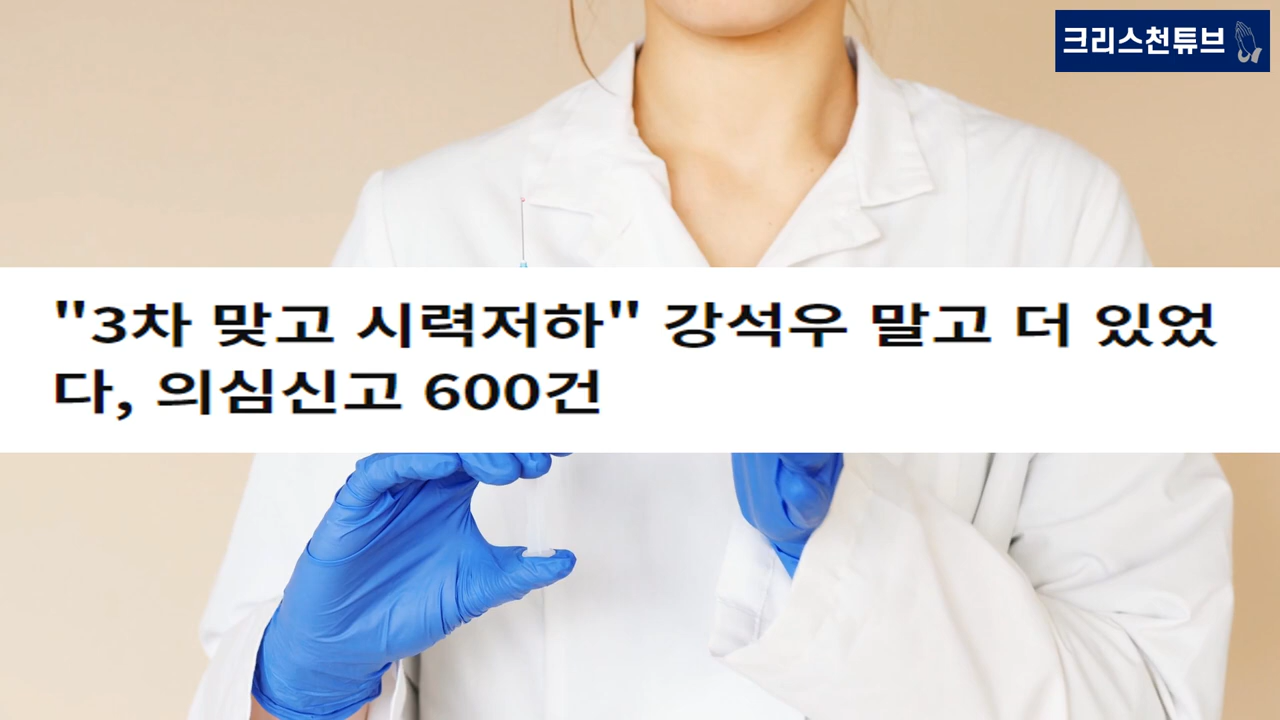 크리스천튜브
"3차 맞고 시력저하" 강석우 말고 더 있었
다, 의심신고 600건